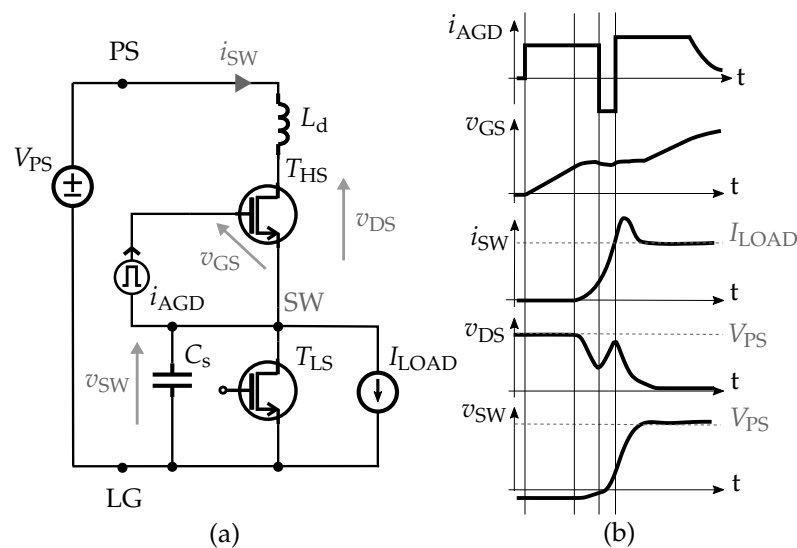 PS
i_SW
L_d
V_PS
T_HS
v_DS
v_GS
i_AGD
SW
C_s
T_LS
I_LOAD
v_SW
LG
(a)
i_AGD
t
v_GS
t
i_SW
I_LOAD
t
v_DS
V_PS
t
v_SW
V_PS
t
(b)